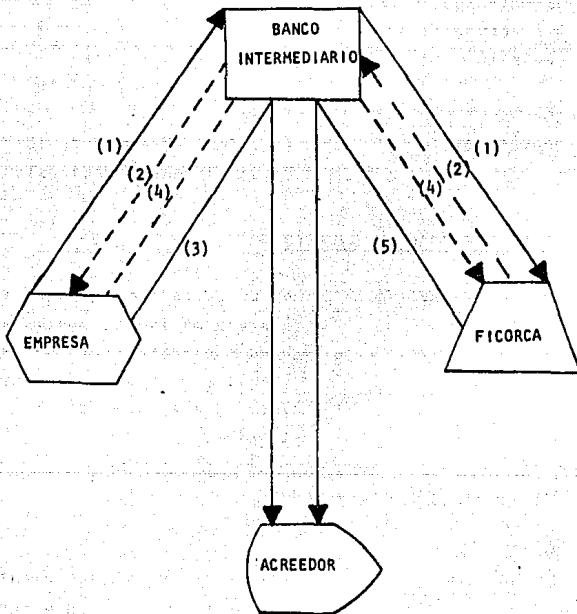 BANCO
INTERMEDIARIO
(1)
(2)
(4)
(3)
(1)
(2)
(4)
(5)
EMPRESA
FICORCA
ACREEDOR